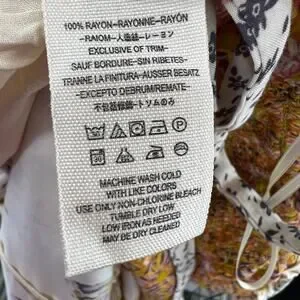 100% RAYON-RAYONNE-RAYÓN
-RAIOM-人造絲-レーヨン
EXCLUSIVE OF TRIM-
SAUF BORDURE-SIN RIBETES-
TRANNE LA FINITURA-AUSSER BESATZ
-EXCEPTO DEBRUM/REMATE-
不包括修飾-トリムのみ
MACHINE WASH COLD
WITH LIKE COLORS
USE ONLY NON-CHLORINE BLEACH
TUMBLE DRY LOW
LOW IRON AS NEEDED
MAY BE DRY CLEANED